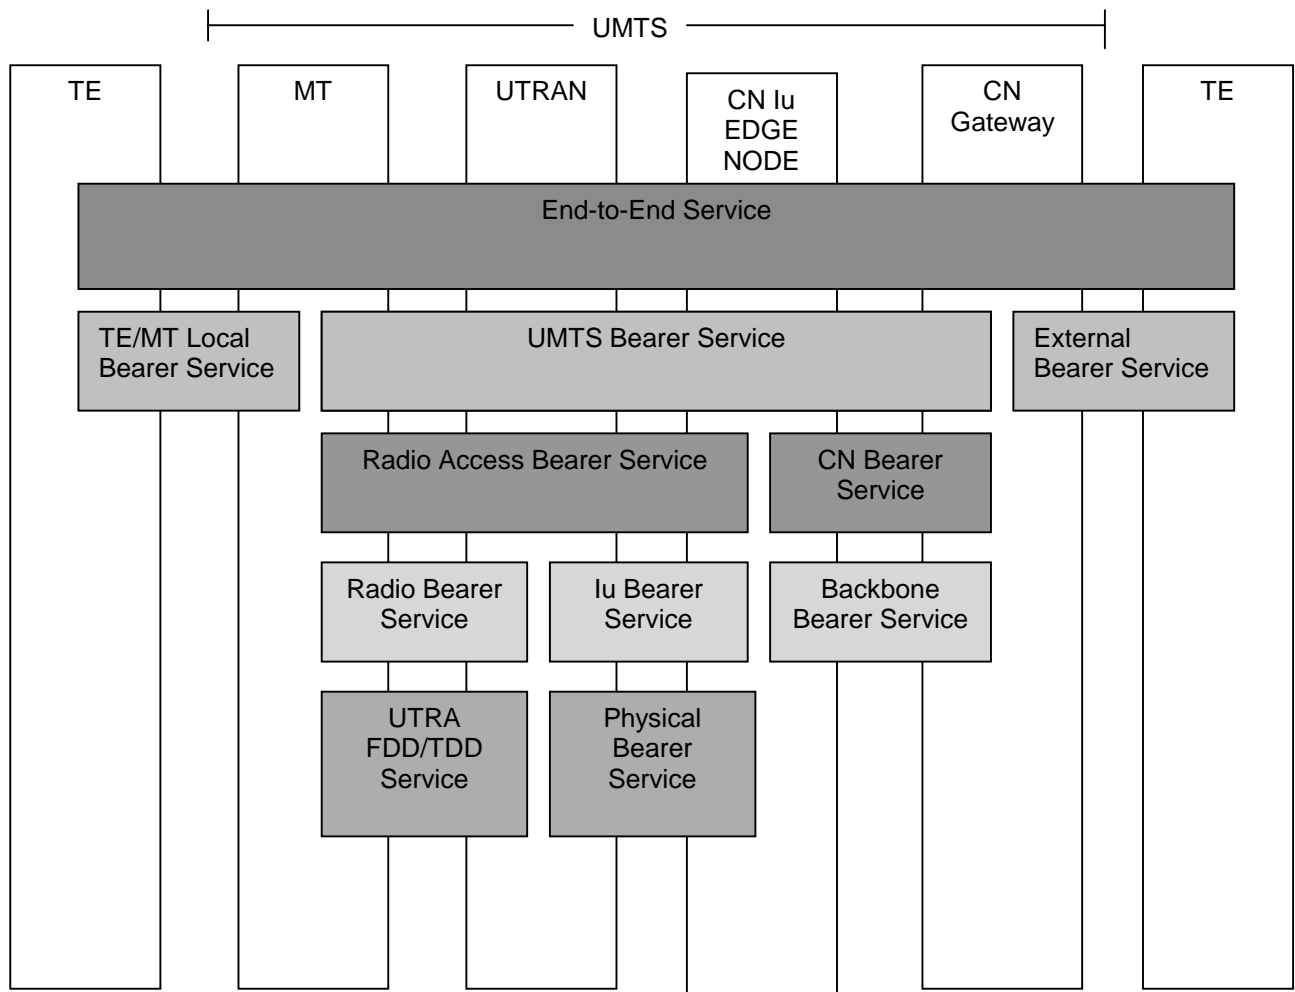 UMTS
TE
MT
UTRAN
CN Iu
EDGE
NODE
CN
Gateway
TE
End-to-End Service
TE/MT Local
Bearer Service
UMTS Bearer Service
External
Bearer Service
Radio Access Bearer Service
CN Bearer
Service
Radio Bearer
Service
Iu Bearer
Service
Backbone
Bearer Service
UTRA
FDD/TDD
Service
Physical
Bearer
Service